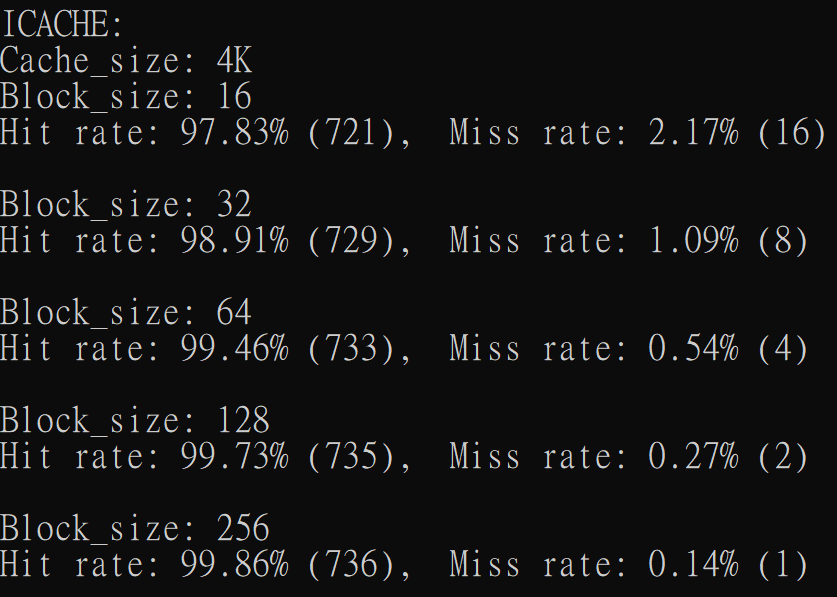 ICACHE:
Cache_size: 4K
Block_size: 16
Hit rate: 97.83% (721),  Miss rate: 2.17% (16)
Block_size: 32
Hit rate: 98.91% (729),  Miss rate: 1.09% (8)
Block_size: 64
Hit rate: 99.46% (733),  Miss rate: 0.54% (4)
Block_size: 128
Hit rate: 99.73% (735),  Miss rate: 0.27% (2)
Block_size: 256
Hit rate: 99.86% (736),  Miss rate: 0.14% (1)